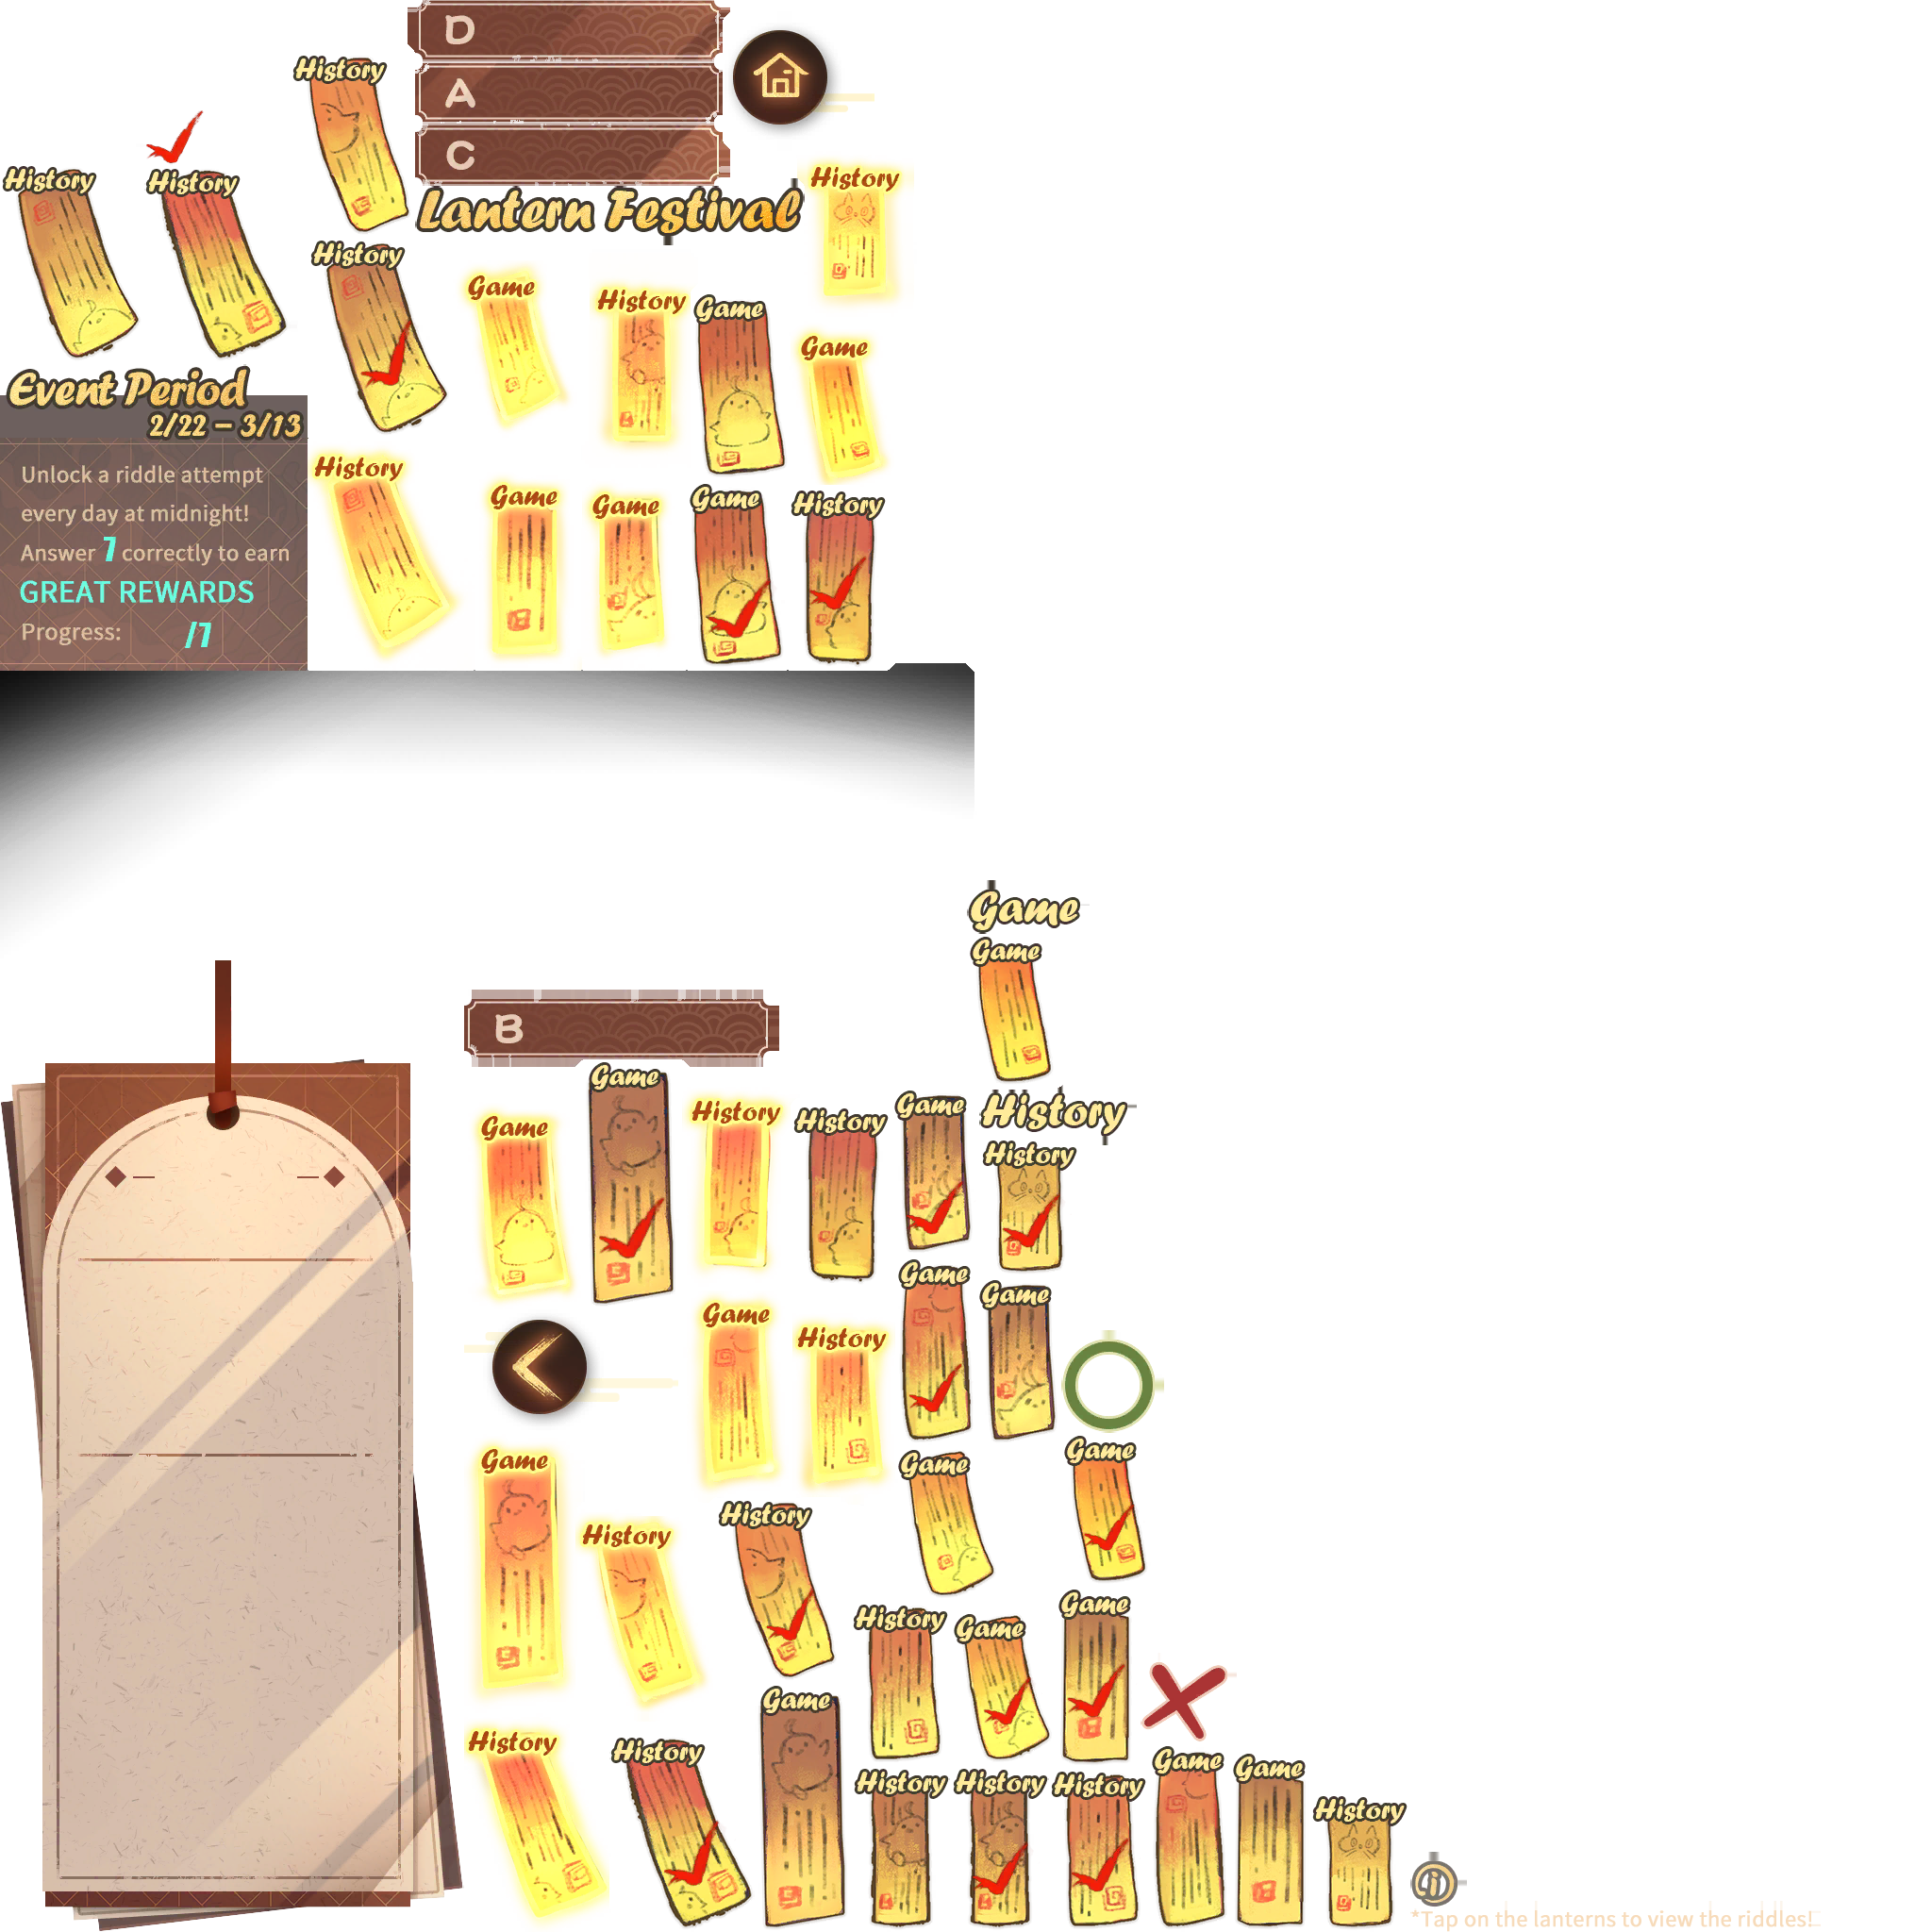 D
History
A
C
History
History
History
Lantern Festival
History
Game
History
Game
Game
Event Period
2/22 – 3/13
Unlock a riddle attempt
every day at midnight!
Answer 7 correctly to earn
GREAT REWARDS
Progress: /7
History
Game
Game
Game
History
Game
Game
B
Game
Game
History
History
Game
History
History
Game
Game
Game
History
Game
Game
Game
History
History
Game
History
Game
Game
History
History
Game
History
History
History
Game
Game
History
*Tap on the lanterns to view the riddles!